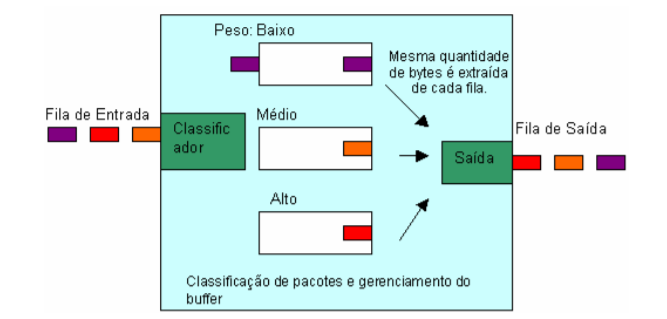 Peso: Baixo
Mesma quantidade
de bytes é extraída
de cada fila.
Fila de Entrada
Classific
ador
Médio
Saída
Fila de Saída
Alto
Classificação de pacotes e gerenciamento do
buffer